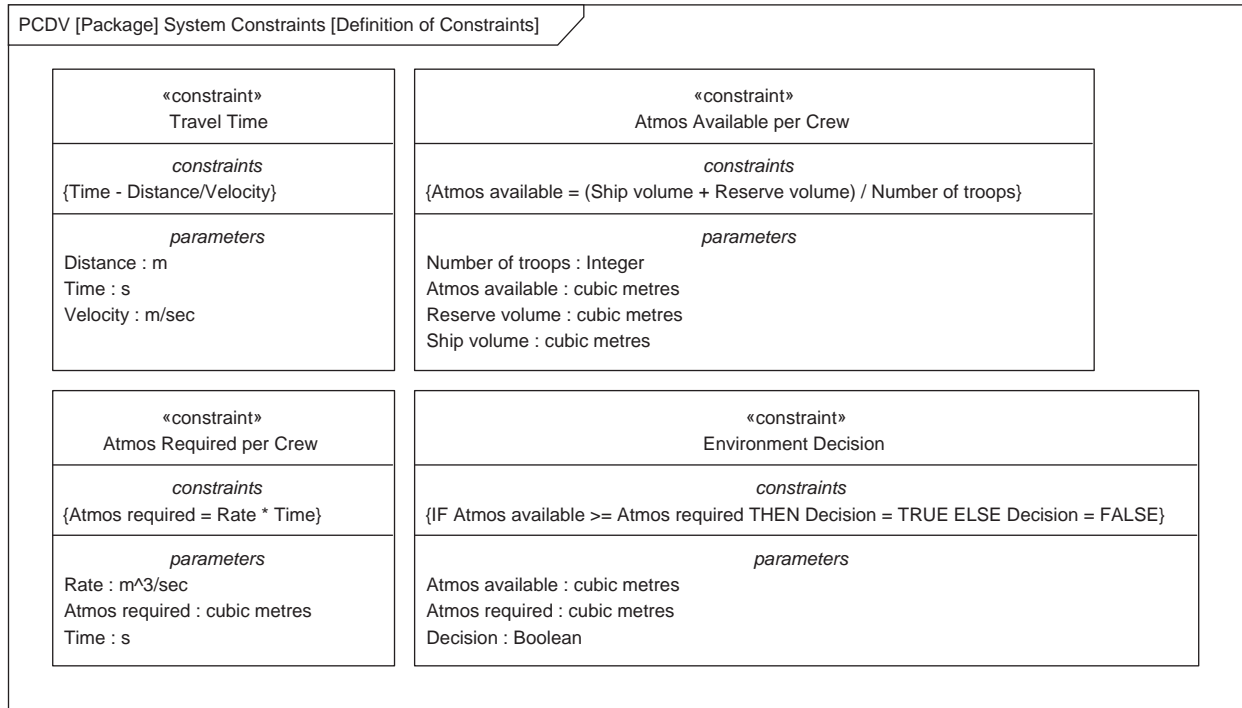 PCDV [Package] System Constraints [Definition of Constraints]
«constraint»
Travel Time
constraints
{Time - Distance/Velocity}
parameters
Distance : m
Time : s
Velocity : m/sec
«constraint»
Atmos Available per Crew
constraints
{Atmos available = (Ship volume + Reserve volume) / Number of troops}
parameters
Number of troops : Integer
Atmos available : cubic metres
Reserve volume : cubic metres
Ship volume : cubic metres
«constraint»
Atmos Required per Crew
constraints
{Atmos required = Rate * Time}
parameters
Rate : m^3/sec
Atmos required : cubic metres
Time : s
«constraint»
Environment Decision
constraints
{IF Atmos available >= Atmos required THEN Decision = TRUE ELSE Decision = FALSE}
parameters
Atmos available : cubic metres
Atmos required : cubic metres
Decision : Boolean